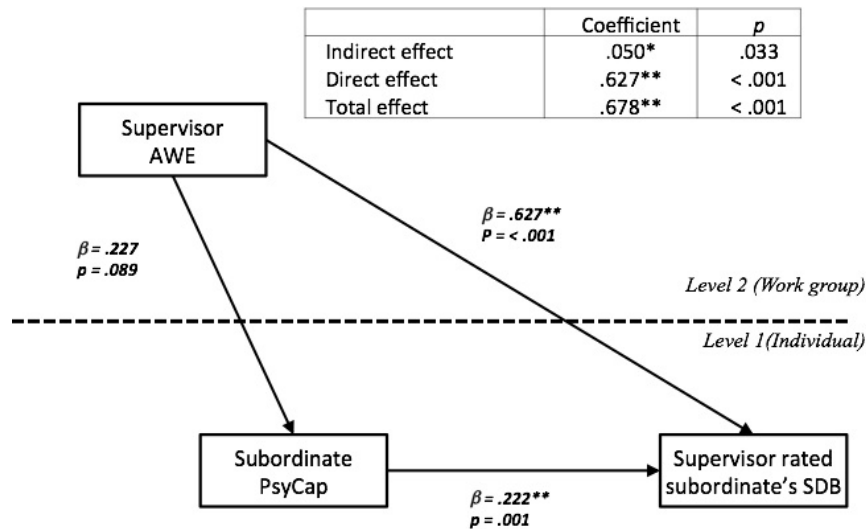 Coefficient p
Indirect effect .050* .033
Direct effect .627** < .001
Total effect .678** < .001
Supervisor
AWE
β = .627**
P = < .001
β = .227
p = .089
Level 2 (Work group)
Level 1(Individual)
Subordinate
PsyCap
Supervisor rated
subordinate's SDB
β = .222**
p = .001